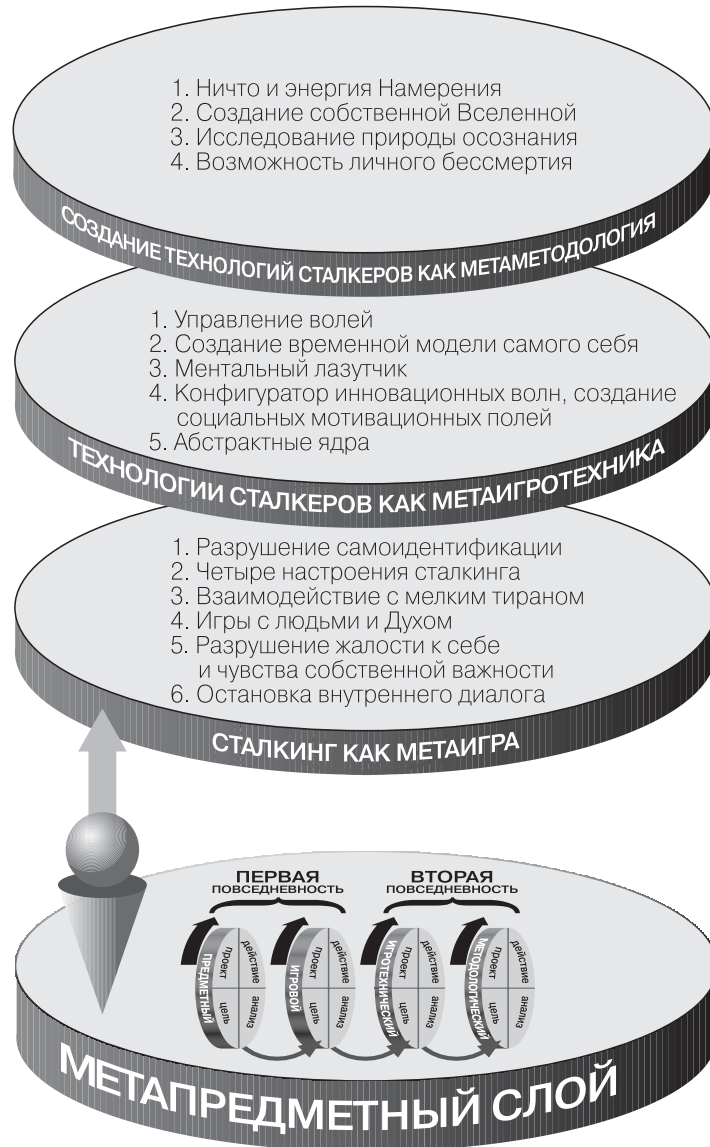 1. Ничто и энергия Намерения
2. Создание собственной Вселенной
3. Исследование природы осознания
4. Возможность личного бессмертия
СОЗДАНИЕ ТЕХНОЛОГИЙ СТАЛКЕРОВ КАК МЕТАМЕТОДОЛОГИЯ
1. Управление волей
2. Создание временной модели самого себя
3. Ментальный лазутчик
4. Конфигуратор инновационных волн, создание
социальных мотивационных полей
5. Абстрактные ядра
ТЕХНОЛОГИИ СТАЛКЕРОВ КАК МЕТАИГРОТЕХНИКА
1. Разрушение самоидентификации
2. Четыре настроения сталкинга
3. Взаимодействие с мелким тираном
4. Игры с людьми и Духом
5. Разрушение жалости к себе
и чувства собственной важности
6. Остановка внутреннего диалога
СТАЛКИНГ КАК МЕТАИГРА
ПЕРВАЯ
ПОВСЕДНЕВНОСТЬ
ВТОРАЯ
ПОВСЕДНЕВНОСТЬ
ПРЕДМЕТНЫЙ
проект
действие
цель
анализ
ИГРОВОЙ
проект
действие
цель
анализ
ИГРОТЕХНИЧЕСКИЙ
проект
действие
цель
анализ
МЕТОДОЛОГИЧЕСКИЙ
проект
действие
цель
анализ
МЕТАПРЕДМЕТНЫЙ СЛОЙ